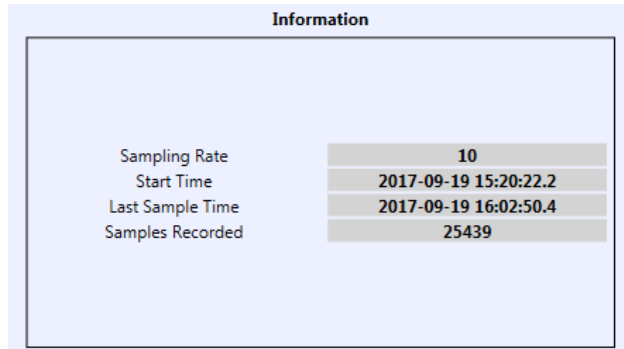 Information
Sampling Rate 10
Start Time 2017-09-19 15:20:22.2
Last Sample Time 2017-09-19 16:02:50.4
Samples Recorded 25439